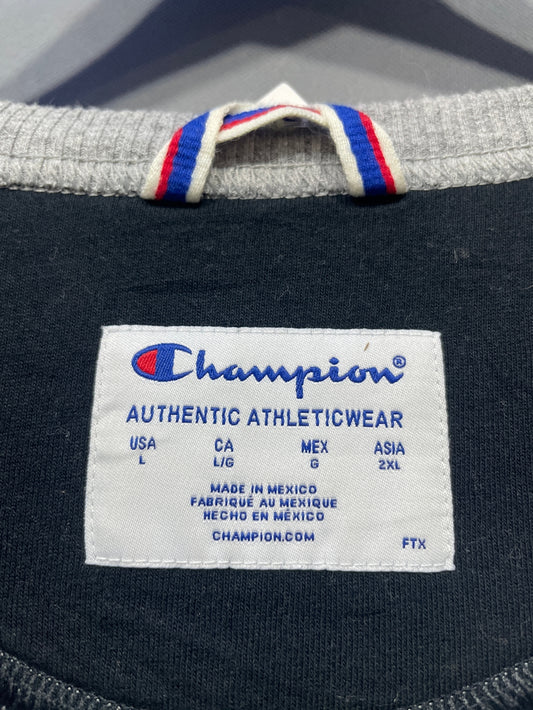 Champion®
AUTHENTIC ATHLETICWEAR
USA CA MEX ASIA
L L/G G 2XL
MADE IN MEXICO
FABRIQUÉ AU MEXIQUE
HECHO EN MÉXICO
CHAMPION.COM
FTX